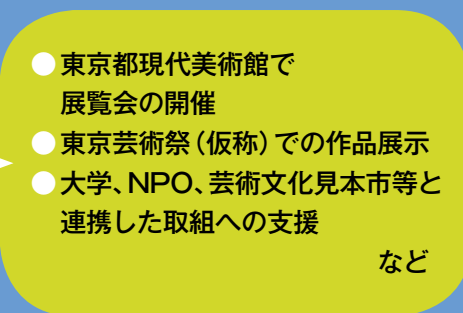 ●東京都現代美術館で
展覧会の開催
●東京芸術祭（仮称）での作品展示
●大学、NPO、芸術文化見本市等と
連携した取組への支援
など